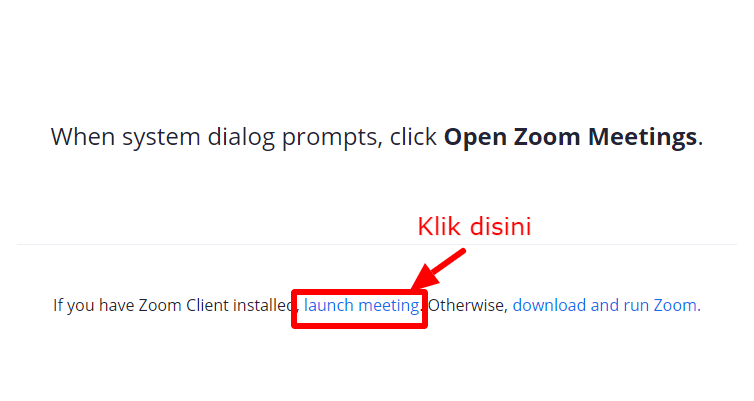 When system dialog prompts, click Open Zoom Meetings.
Klik disini
If you have Zoom Client installed, launch meeting. Otherwise, download and run Zoom.